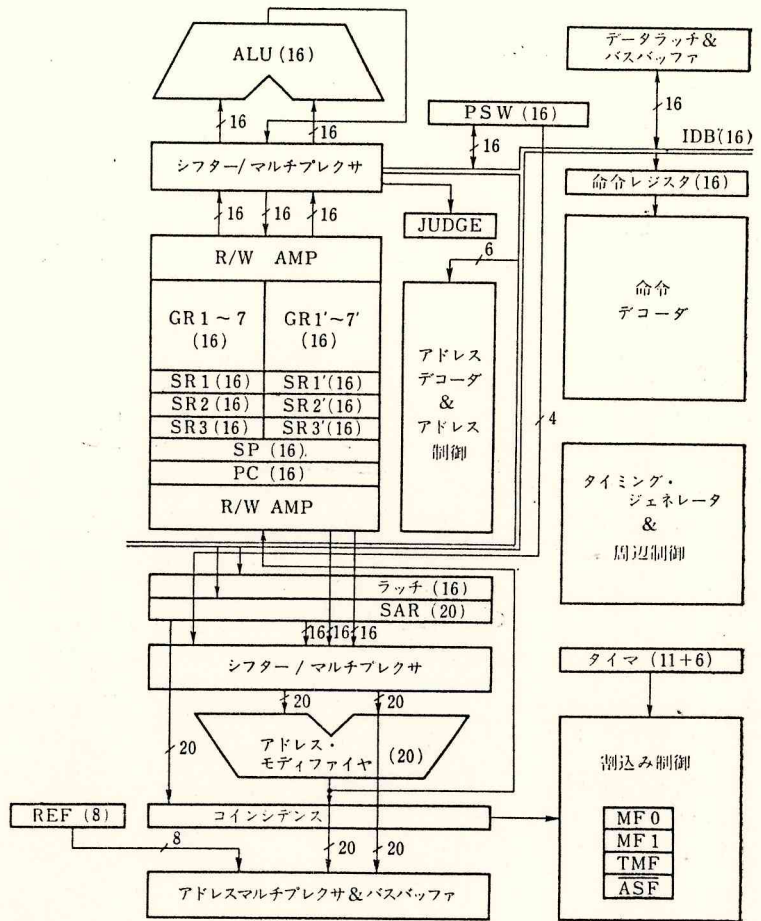 ALU (16)
データラッチ&
バスバッファ
16
PSW (16)
16
16
16
IDB (16)
シフター/マルチプレクサ
命令レジスタ(16)
16
16
16
JUDGE
R/W AMP
6
命令
デコーダ
GR1~7
(16)
GR1'~7'
(16)
アドレス
デコーダ
&
アドレス
制御
SR1(16)
SR1'(16)
SR2(16)
SR2'(16)
SR3(16)
SR3'(16)
4
SP (16)
PC (16)
R/W AMP
タイミング・
ジェネレータ
&
周辺制御
ラッチ(16)
SAR (20)
16
16
16
シフター/マルチプレクサ
タイマ (11+6)
20
20
20
アドレス・
モディファイヤ
(20)
割込み制御
REF (8)
コインシデンス
MF0
MF1
TMF
ASF
8
20
20
アドレスマルチプレクサ&バスバッファ